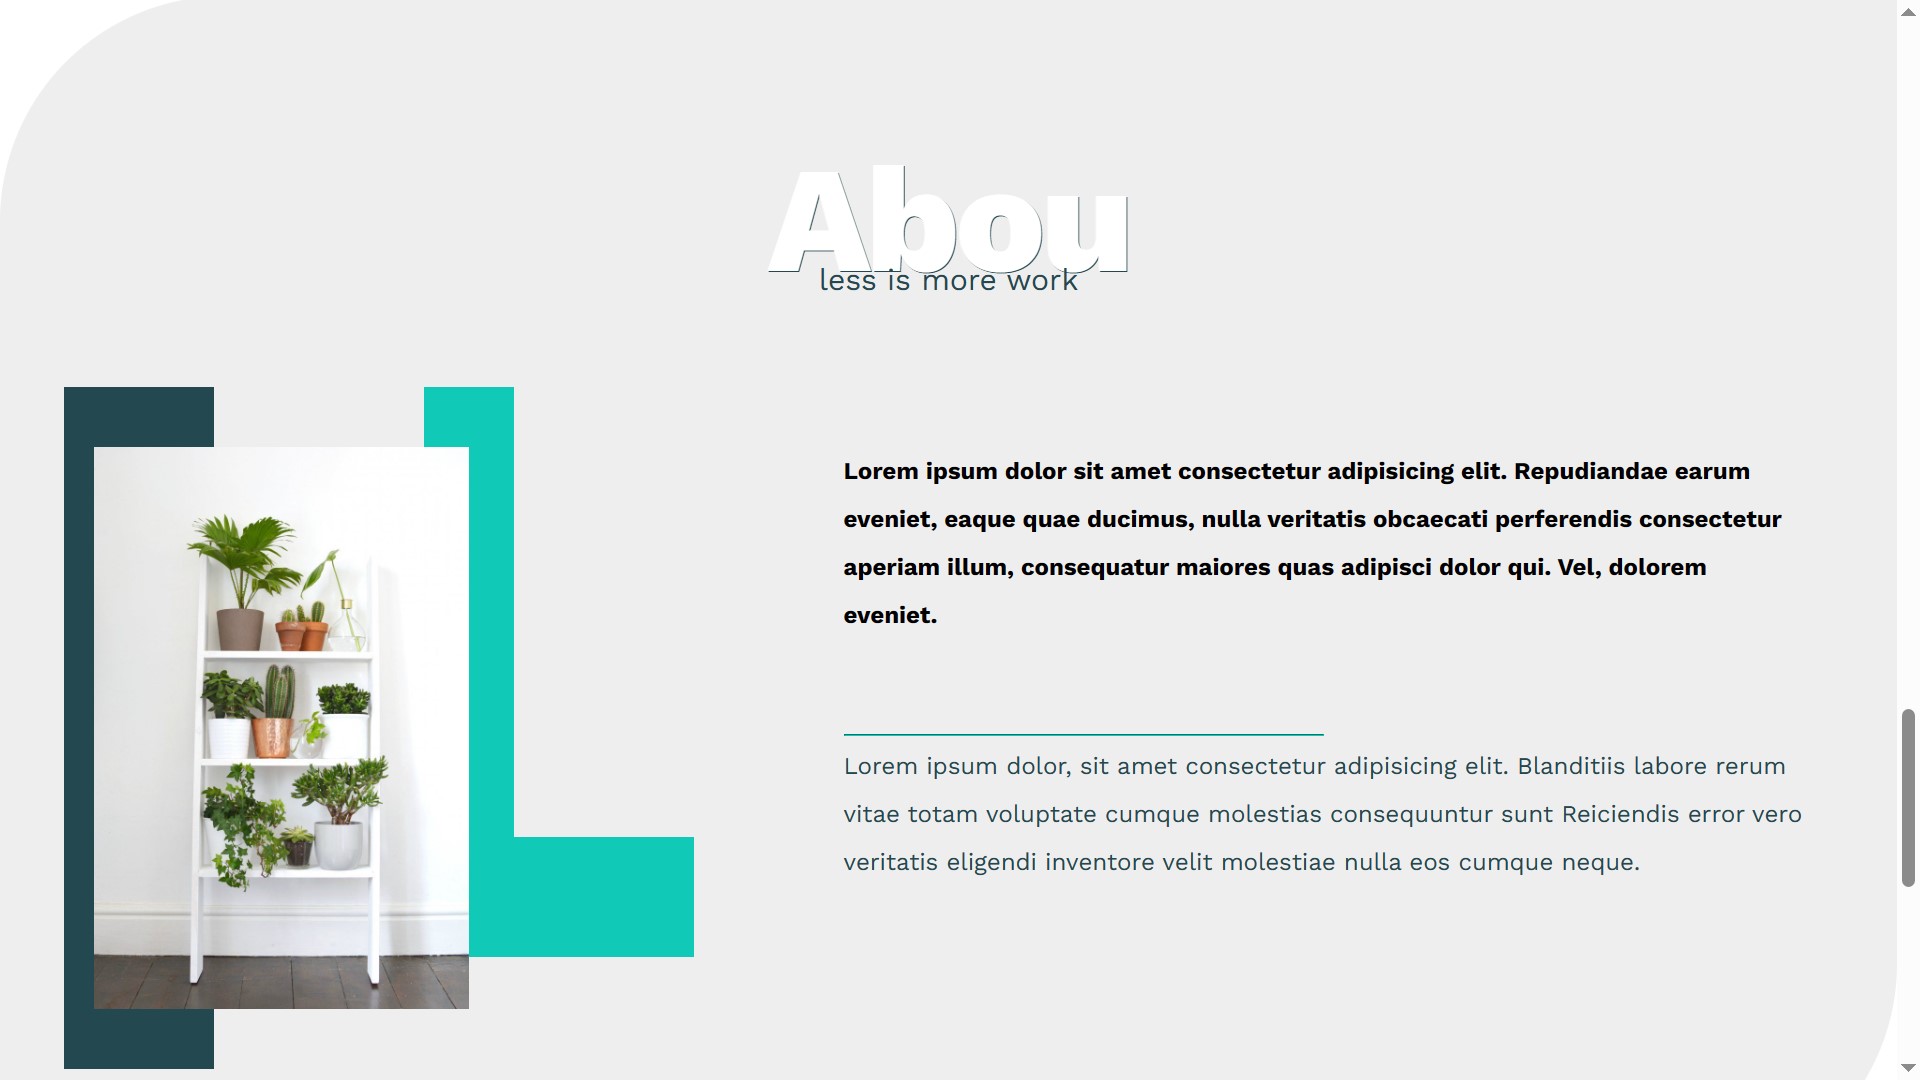 Abou
less is more work
Lorem ipsum dolor sit amet consectetur adipisicing elit. Repudiandae earum
eveniet, eaque quae ducimus, nulla veritatis obcaecati perferendis consectetur
aperiam illum, consequatur maiores quas adipisci dolor qui. Vel, dolorem
eveniet.
Lorem ipsum dolor, sit amet consectetur adipisicing elit. Blanditiis labore rerum
vitae totam voluptate cumque molestias consequuntur sunt Reiciendis error vero
veritatis eligendi inventore velit molestiae nulla eos cumque neque.